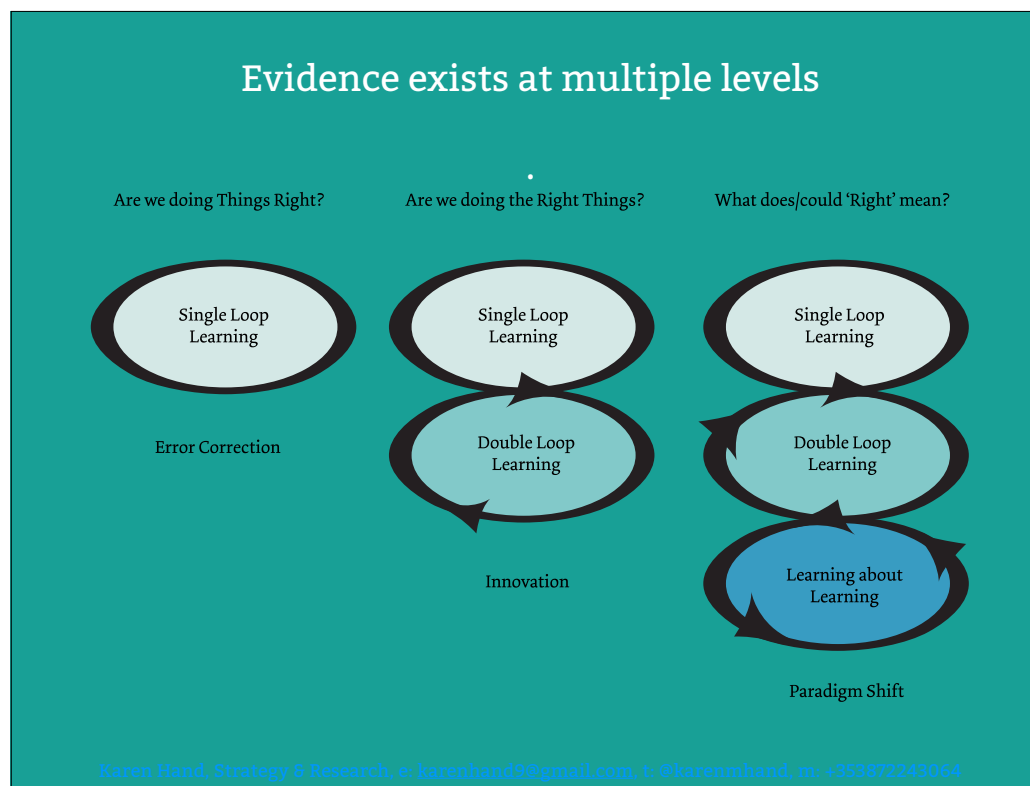 Evidence exists at multiple levels
.
Are we doing Things Right?
Are we doing the Right Things?
What does/could ‘Right’ mean?
Single Loop
Learning
Single Loop
Learning
Single Loop
Learning
Error Correction
Double Loop
Learning
Double Loop
Learning
Innovation
Learning about
Learning
Paradigm Shift
Karen Hand, Strategy & Research. e: karenhand9@gmail.com, t: @karenmhand, m: +353872243064